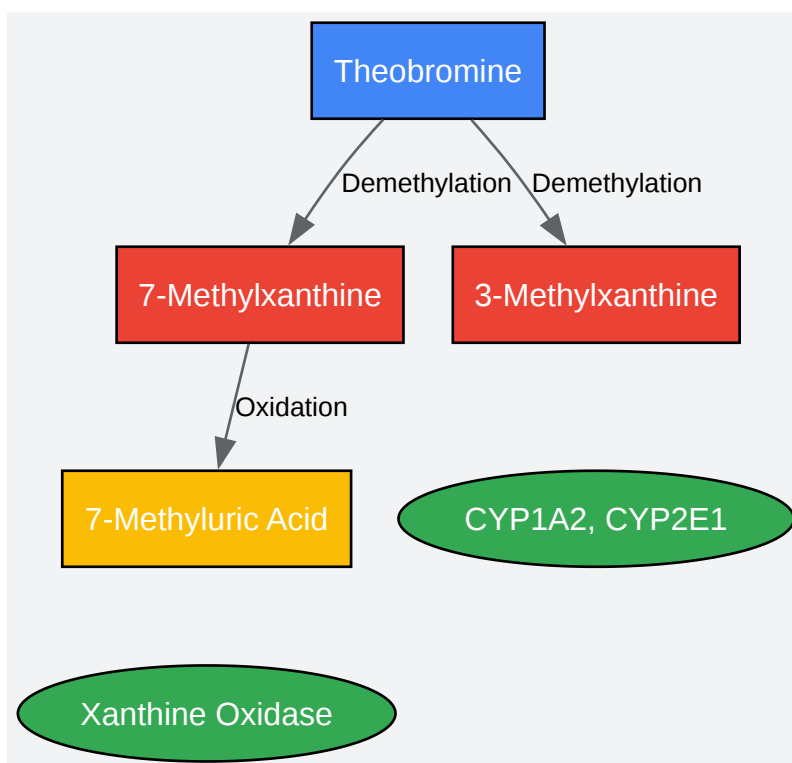 Theobromine
Demethylation
Demethylation
7-Methylxanthine
3-Methylxanthine
Oxidation
7-Methyluric Acid
CYP1A2, CYP2E1
Xanthine Oxidase